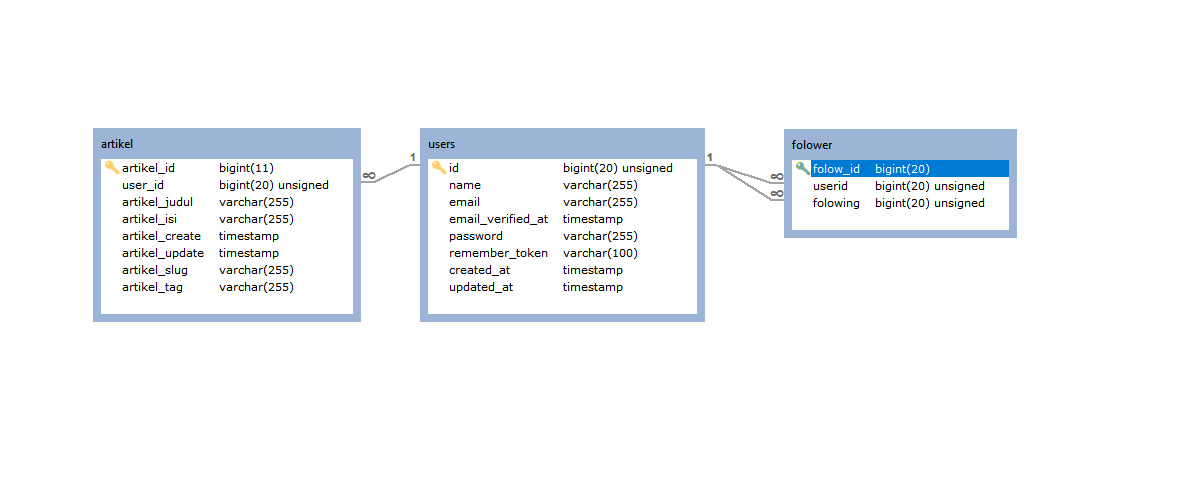 artikel
artikel_id bigint(11)
user_id bigint(20) unsigned
artikel_judul varchar(255)
artikel_isi varchar(255)
artikel_create timestamp
artikel_update timestamp
artikel_slug varchar(255)
artikel_tag varchar(255)
∞ 1
users
id bigint(20) unsigned
name varchar(255)
email varchar(255)
email_verified_at timestamp
password varchar(255)
remember_token varchar(100)
created_at timestamp
updated_at timestamp
1 ∞
∞
folower
folow_id bigint(20)
userid bigint(20) unsigned
folowing bigint(20) unsigned